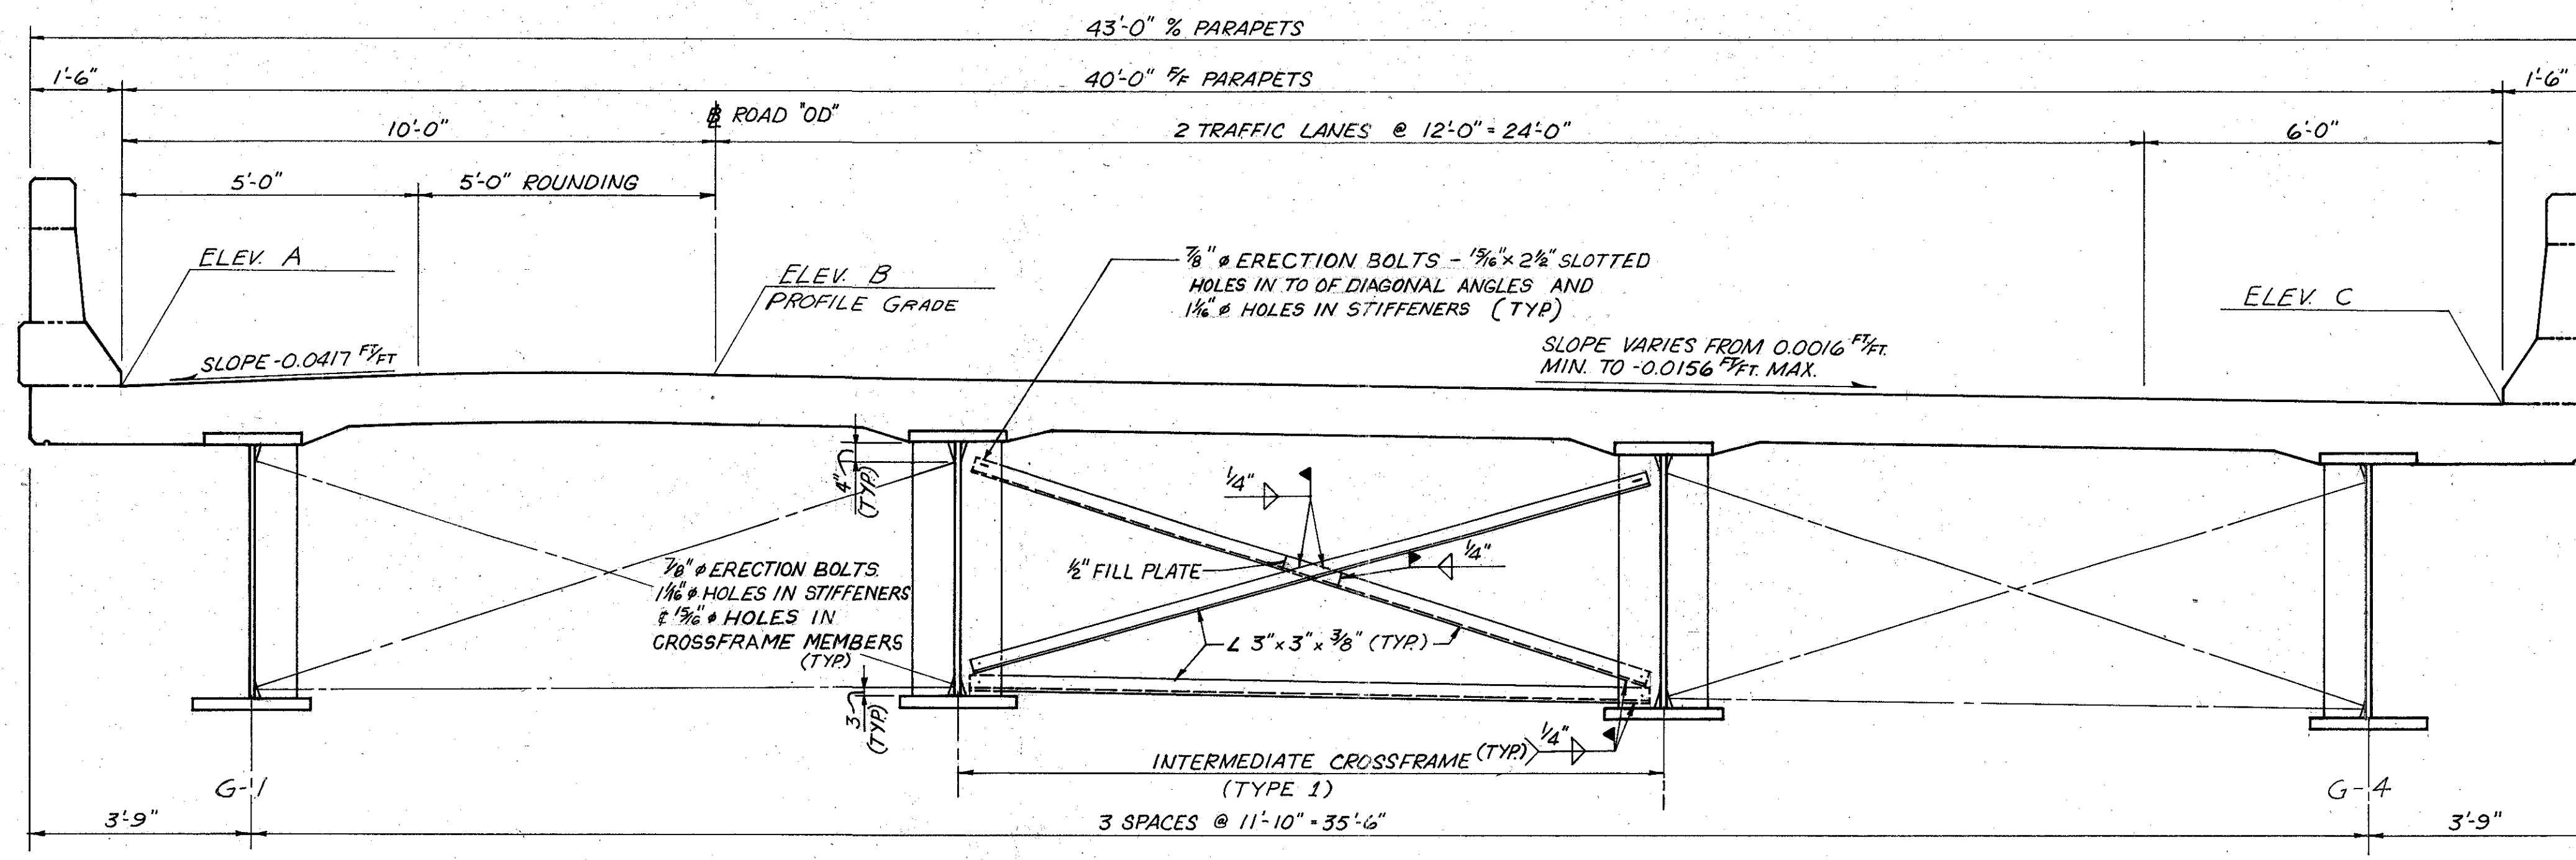 43'-0" % PARAPETS
1'-6"
40'-0" F/F PARAPETS
1'-6"
10'-0"
℄ ROAD "OD"
2 TRAFFIC LANES @ 12'-0" = 24'-0"
6'-0"
5'-0"
5'-0" ROUNDING
ELEV. A
ELEV. B
PROFILE GRADE
7/8" ø ERECTION BOLTS - 15/16" x 2 1/2" SLOTTED
HOLES IN TO OF DIAGONAL ANGLES AND
1 1/16" ø HOLES IN STIFFENERS (TYP)
ELEV. C
SLOPE -0.0417 FT/FT
SLOPE VARIES FROM 0.0016 FT/FT.
MIN. TO -0.0156 FT/FT. MAX.
4"
(TYP.)
1/4"
1/4"
1/2" FILL PLATE
7/8" ø ERECTION BOLTS.
1 1/16" ø HOLES IN STIFFENERS
& 15/16" ø HOLES IN
CROSSFRAME MEMBERS
(TYP.)
L 3" x 3" x 3/8" (TYP.)
3"
(TYP.)
(TYP.) 1/4"
INTERMEDIATE CROSSFRAME
(TYPE 1)
G-1
G-4
3'-9"
3 SPACES @ 11'-10" = 35'-6"
3'-9"